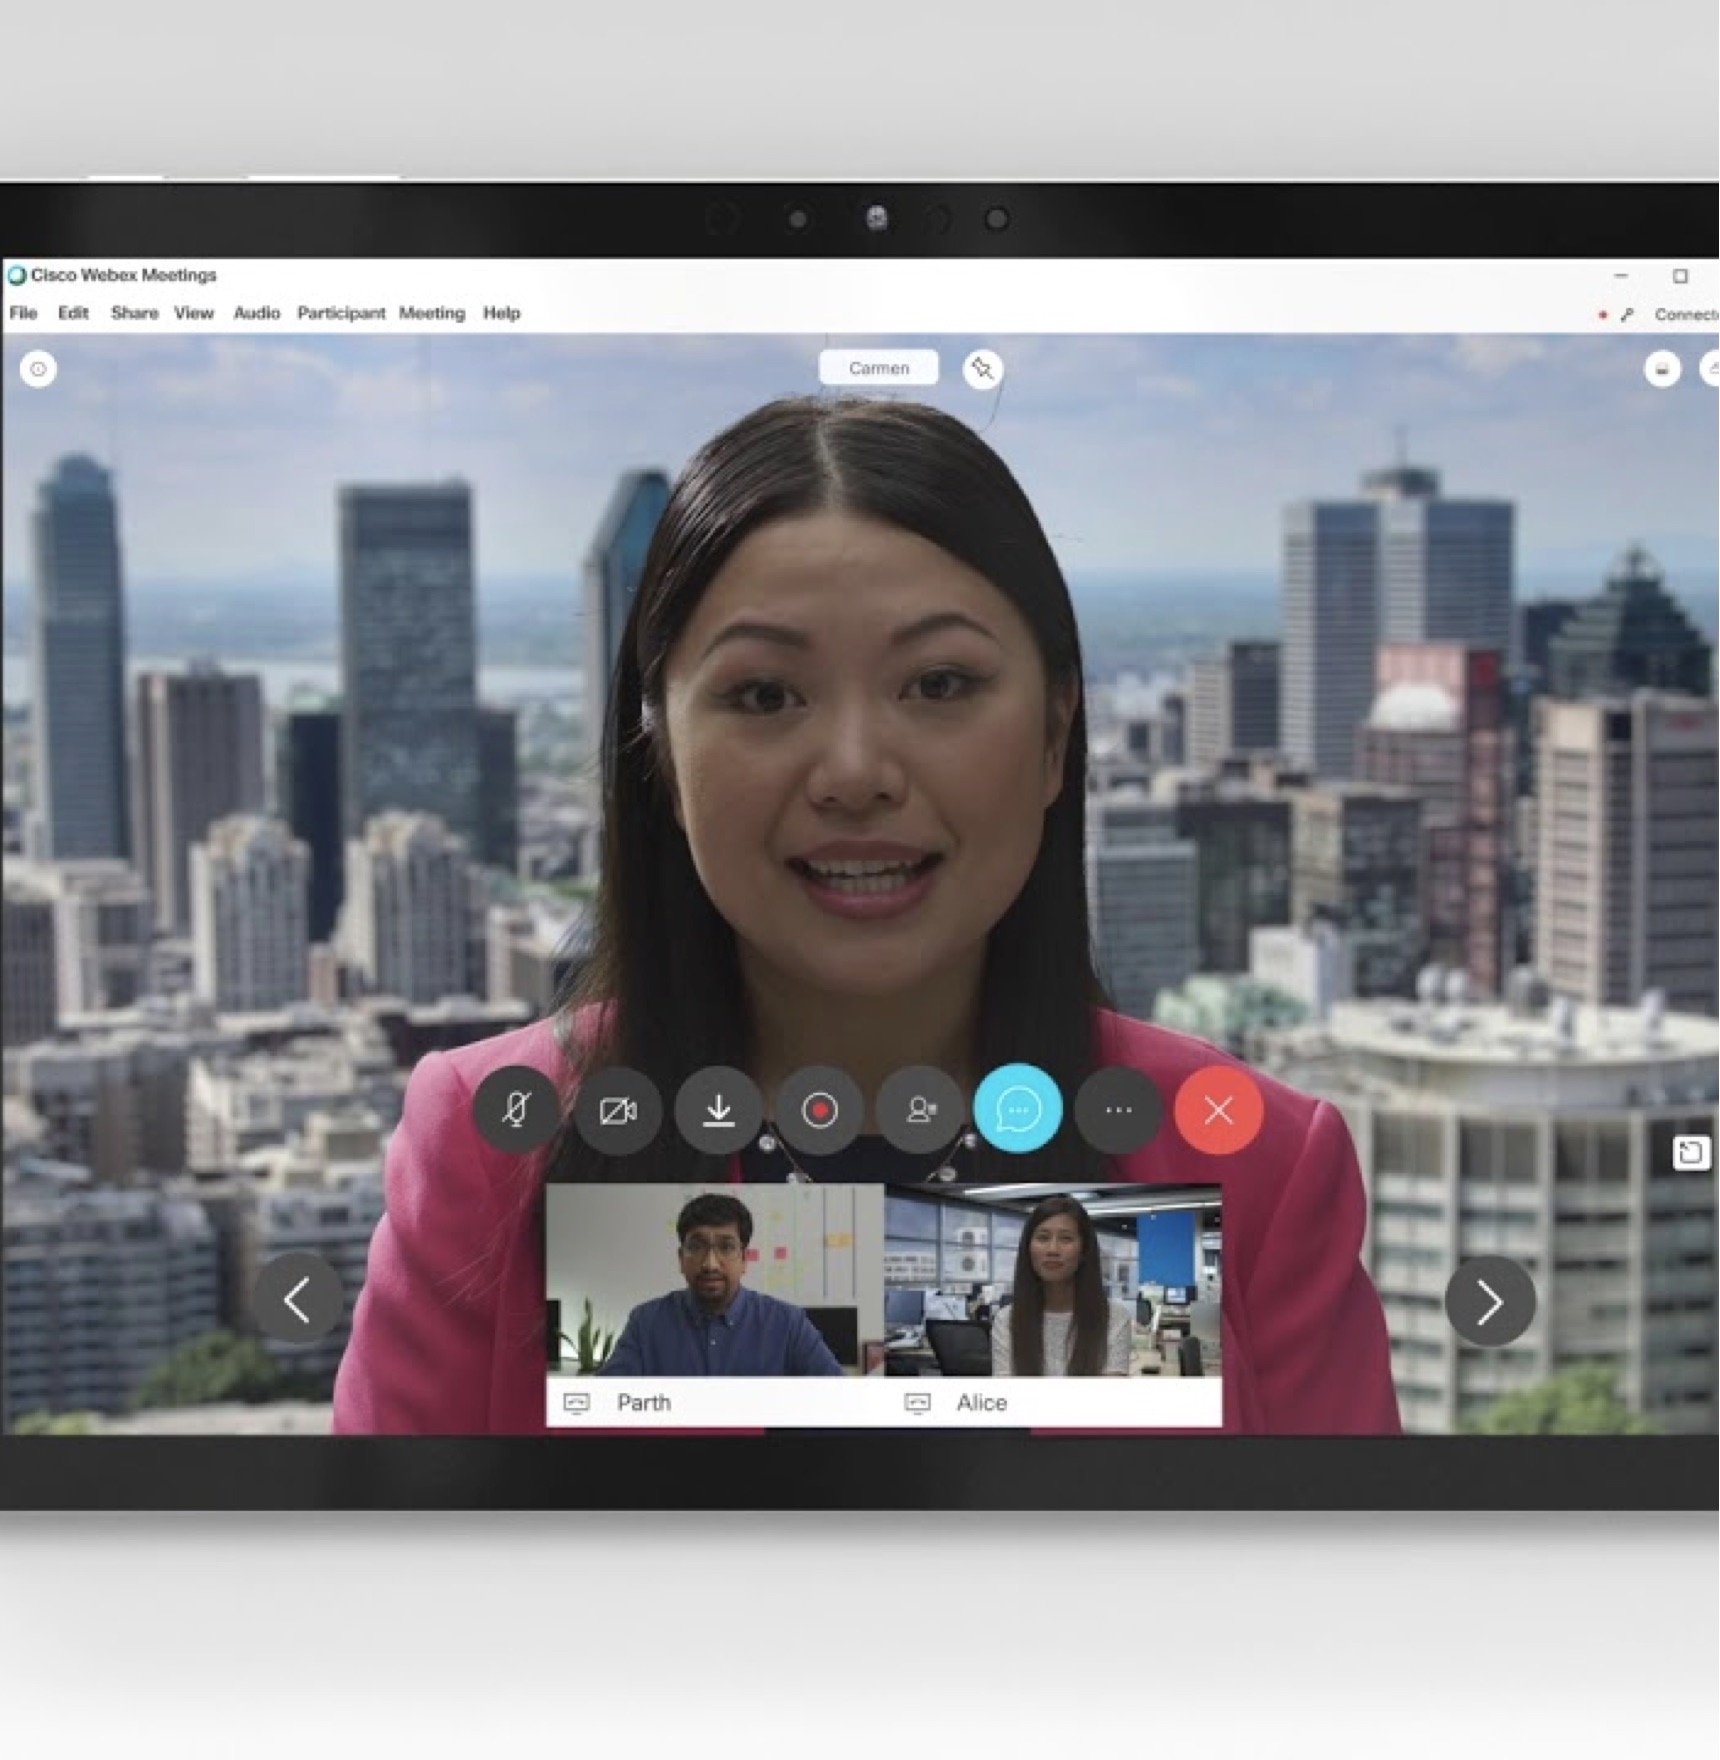 Cisco Webex Meetings
File Edit Share View Audio Participant Meeting Help
Connect
Carmen
Parth
Alice